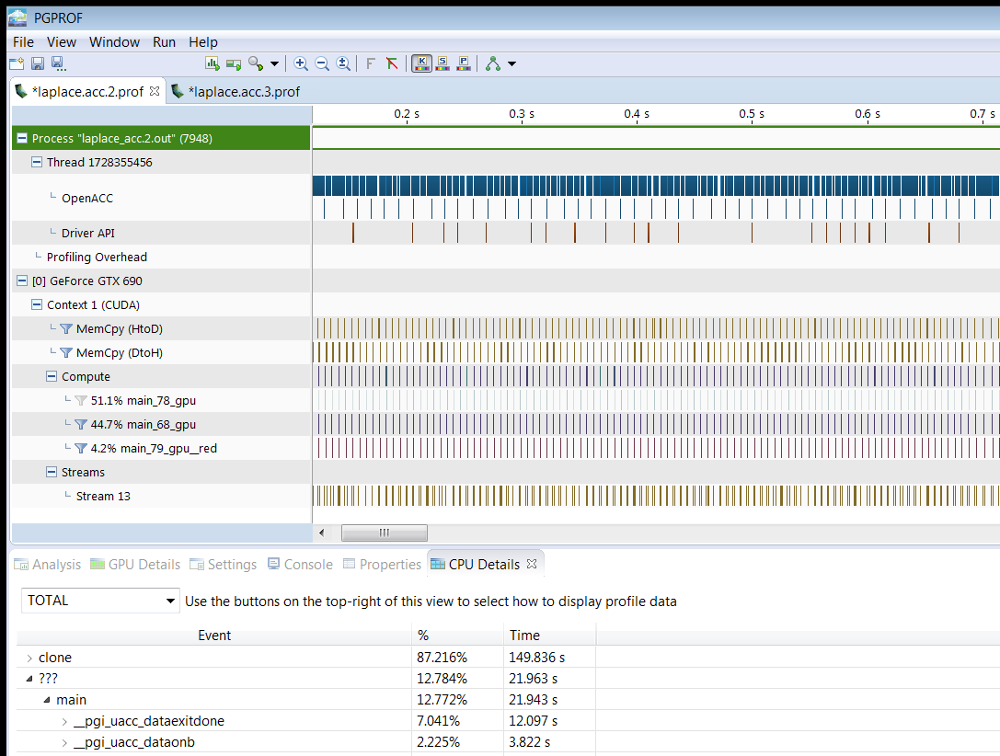 PGPROF
File View Window Run Help
F K S P
*laplace.acc.2.prof *laplace.acc.3.prof
0.2 s 0.3 s 0.4 s 0.5 s 0.6 s 0.7 s
Process "laplace_acc.2.out" (7948)
Thread 1728355456
OpenACC
Driver API
Profiling Overhead
[0] GeForce GTX 690
Context 1 (CUDA)
MemCpy (HtoD)
MemCpy (DtoH)
Compute
51.1% main_78_gpu
44.7% main_68_gpu
4.2% main_79_gpu__red
Streams
Stream 13
Analysis GPU Details Settings Console Properties CPU Details
TOTAL Use the buttons on the top-right of this view to select how to display profile data
Event % Time
clone 87.216% 149.836 s
??? 12.784% 21.963 s
main 12.772% 21.943 s
__pgi_uacc_dataexitdone 7.041% 12.097 s
__pgi_uacc_dataonb 2.225% 3.822 s